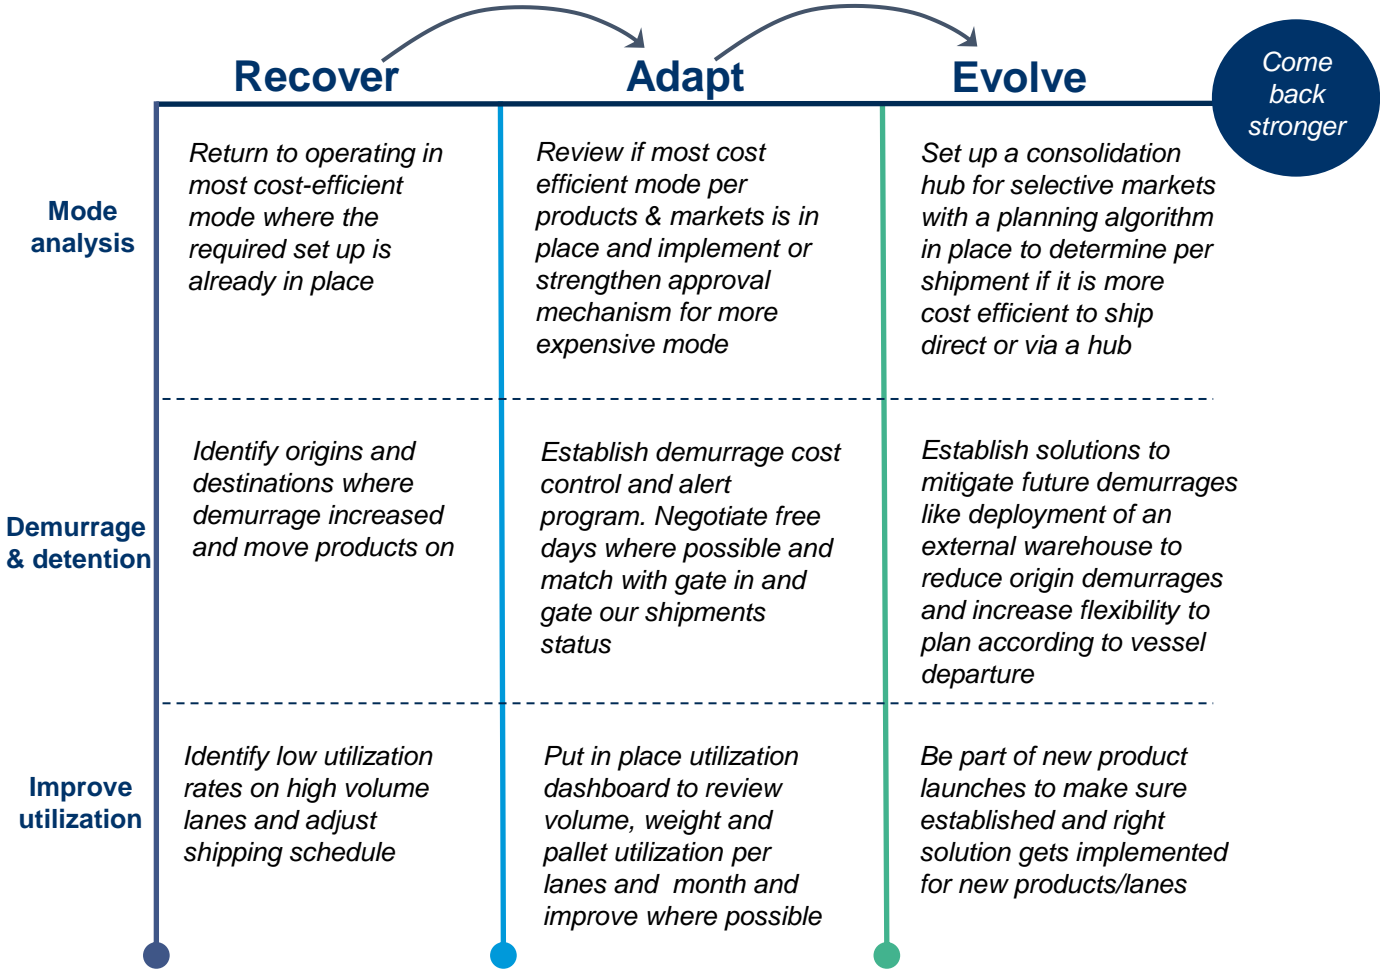 Recover
Adapt
Evolve
Come
back
stronger
Mode
analysis
Return to operating in
most cost-efficient
mode where the
required set up is
already in place
Review if most cost
efficient mode per
products & markets is in
place and implement or
strengthen approval
mechanism for more
expensive mode
Set up a consolidation
hub for selective markets
with a planning algorithm
in place to determine per
shipment if it is more
cost efficient to ship
direct or via a hub
Demurrage
& detention
Identify origins and
destinations where
demurrage increased
and move products on
Establish demurrage cost
control and alert
program. Negotiate free
days where possible and
match with gate in and
gate our shipments
status
Establish solutions to
mitigate future demurrages
like deployment of an
external warehouse to
reduce origin demurrages
and increase flexibility to
plan according to vessel
departure
Improve
utilization
Identify low utilization
rates on high volume
lanes and adjust
shipping schedule
Put in place utilization
dashboard to review
volume, weight and
pallet utilization per
lanes and  month and
improve where possible
Be part of new product
launches to make sure
established and right
solution gets implemented
for new products/lanes